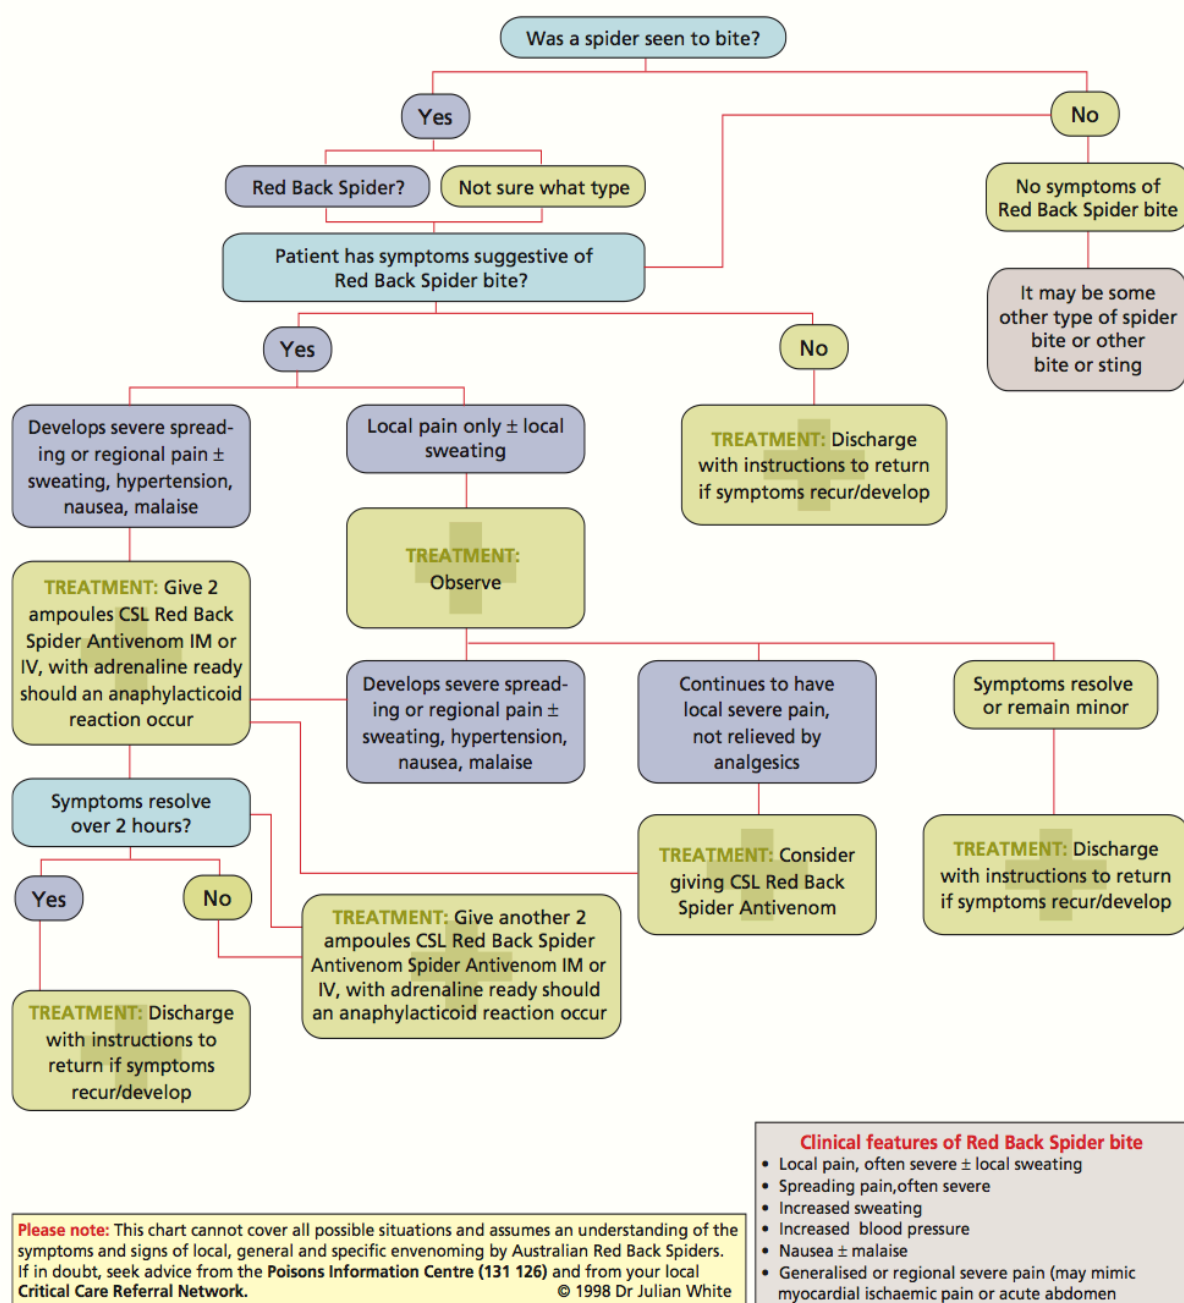 Was a spider seen to bite?
Yes
No
Red Back Spider?
Not sure what type
No symptoms of
Red Back Spider bite
Patient has symptoms suggestive of
Red Back Spider bite?
It may be some
other type of spider
bite or other
bite or sting
Yes
No
Develops severe spread-
ing or regional pain ±
sweating, hypertension,
nausea, malaise
Local pain only ± local
sweating
TREATMENT: Discharge
with instructions to return
if symptoms recur/develop
TREATMENT: Give 2
ampoules CSL Red Back
Spider Antivenom IM or
IV, with adrenaline ready
should an anaphylactoid
reaction occur
TREATMENT:
Observe
Develops severe spread-
ing or regional pain ±
sweating, hypertension,
nausea, malaise
Continues to have
local severe pain,
not relieved by
analgesics
Symptoms resolve
or remain minor
Symptoms resolve
over 2 hours?
TREATMENT: Consider
giving CSL Red Back
Spider Antivenom
TREATMENT: Discharge
with instructions to return
if symptoms recur/develop
Yes
No
TREATMENT: Give another 2
ampoules CSL Red Back Spider
Antivenom Spider Antivenom IM or
IV, with adrenaline ready should
an anaphylactoid reaction occur
TREATMENT: Discharge
with instructions to
return if symptoms
recur/develop
Please note: This chart cannot cover all possible situations and assumes an understanding of the
symptoms and signs of local, general and specific envenoming by Australian Red Back Spiders.
If in doubt, seek advice from the Poisons Information Centre (131 126) and from your local
Critical Care Referral Network. © 1998 Dr Julian White
Clinical features of Red Back Spider bite
• Local pain, often severe ± local sweating
• Spreading pain,often severe
• Increased sweating
• Increased blood pressure
• Nausea ± malaise
• Generalised or regional severe pain (may mimic
myocardial ischaemic pain or acute abdomen